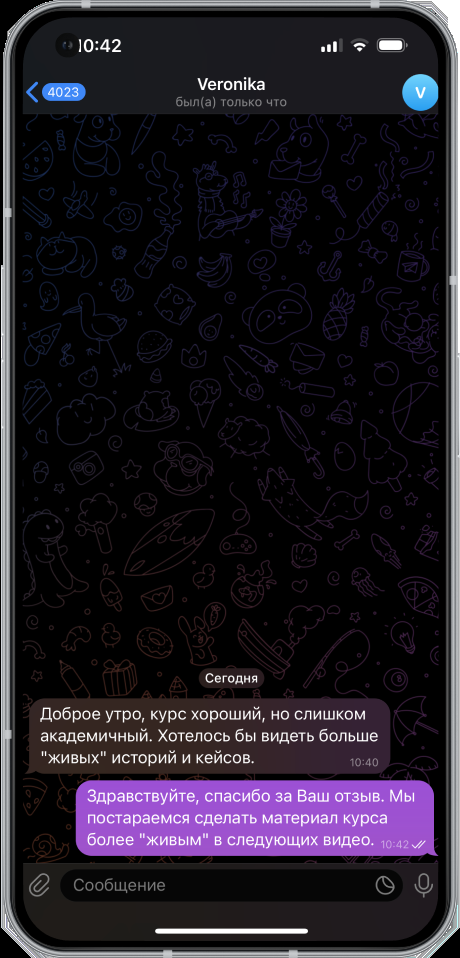 10:42
4023
Veronika
был(а) только что
V
Сегодня
Доброе утро, курс хороший, но слишком
академичный. Хотелось бы видеть больше
"живых" историй и кейсов.
10:40
Здравствуйте, спасибо за Ваш отзыв. Мы
постараемся сделать материал курса
более "живым" в следующих видео.
10:42
Сообщение